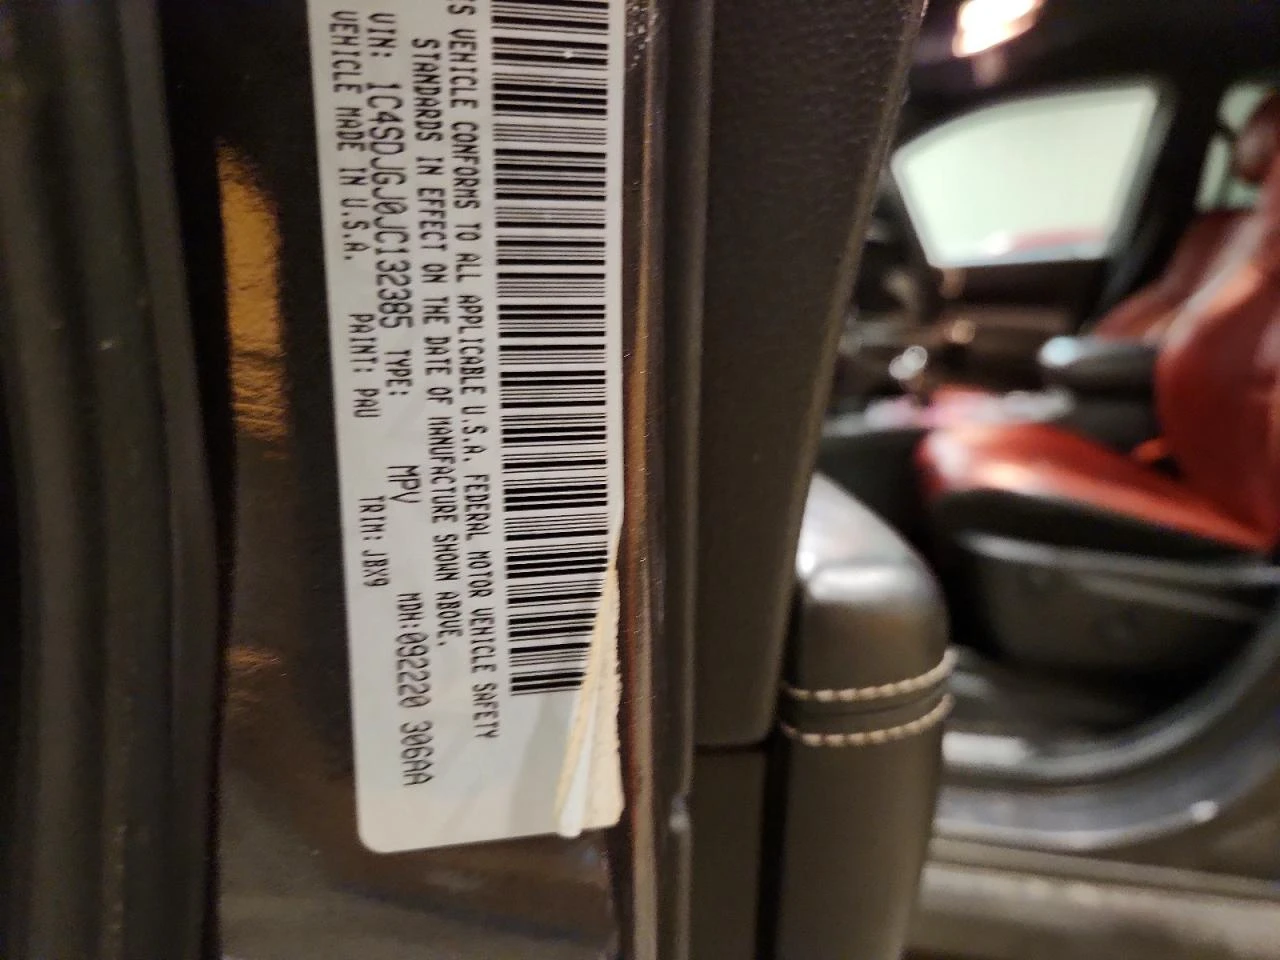 ES VEHICLE CONFORMS TO ALL APPLICABLE U.S.A. FEDERAL MOTOR VEHICLE SAFETY
STANDARDS IN EFFECT ON THE DATE OF MANUFACTURE SHOWN ABOVE.
VIN: 1C4SDJGJ0JC132385 TYPE: MPV MDH:092220 306AA
VEHICLE MADE IN U.S.A. PAINT: PAU TRIM: JBX9